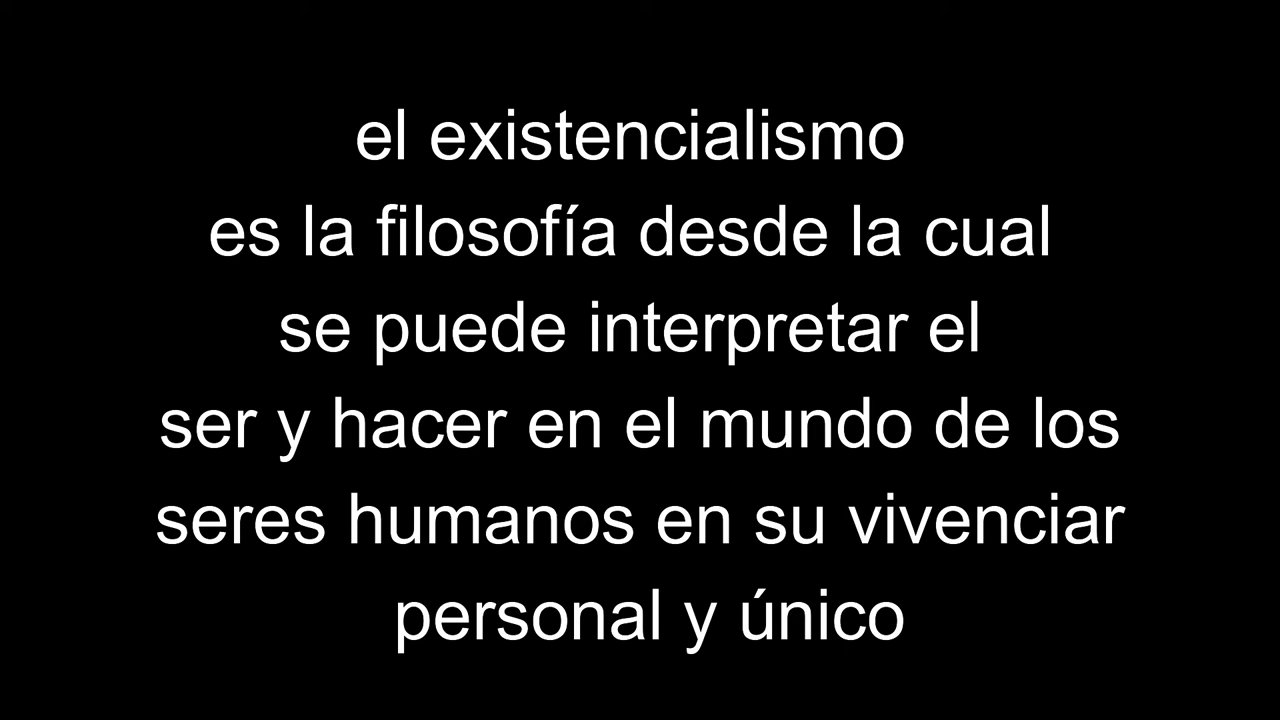 el existencialismo
es la filosofía desde la cual
se puede interpretar el
ser y hacer en el mundo de los
seres humanos en su vivenciar
personal y único